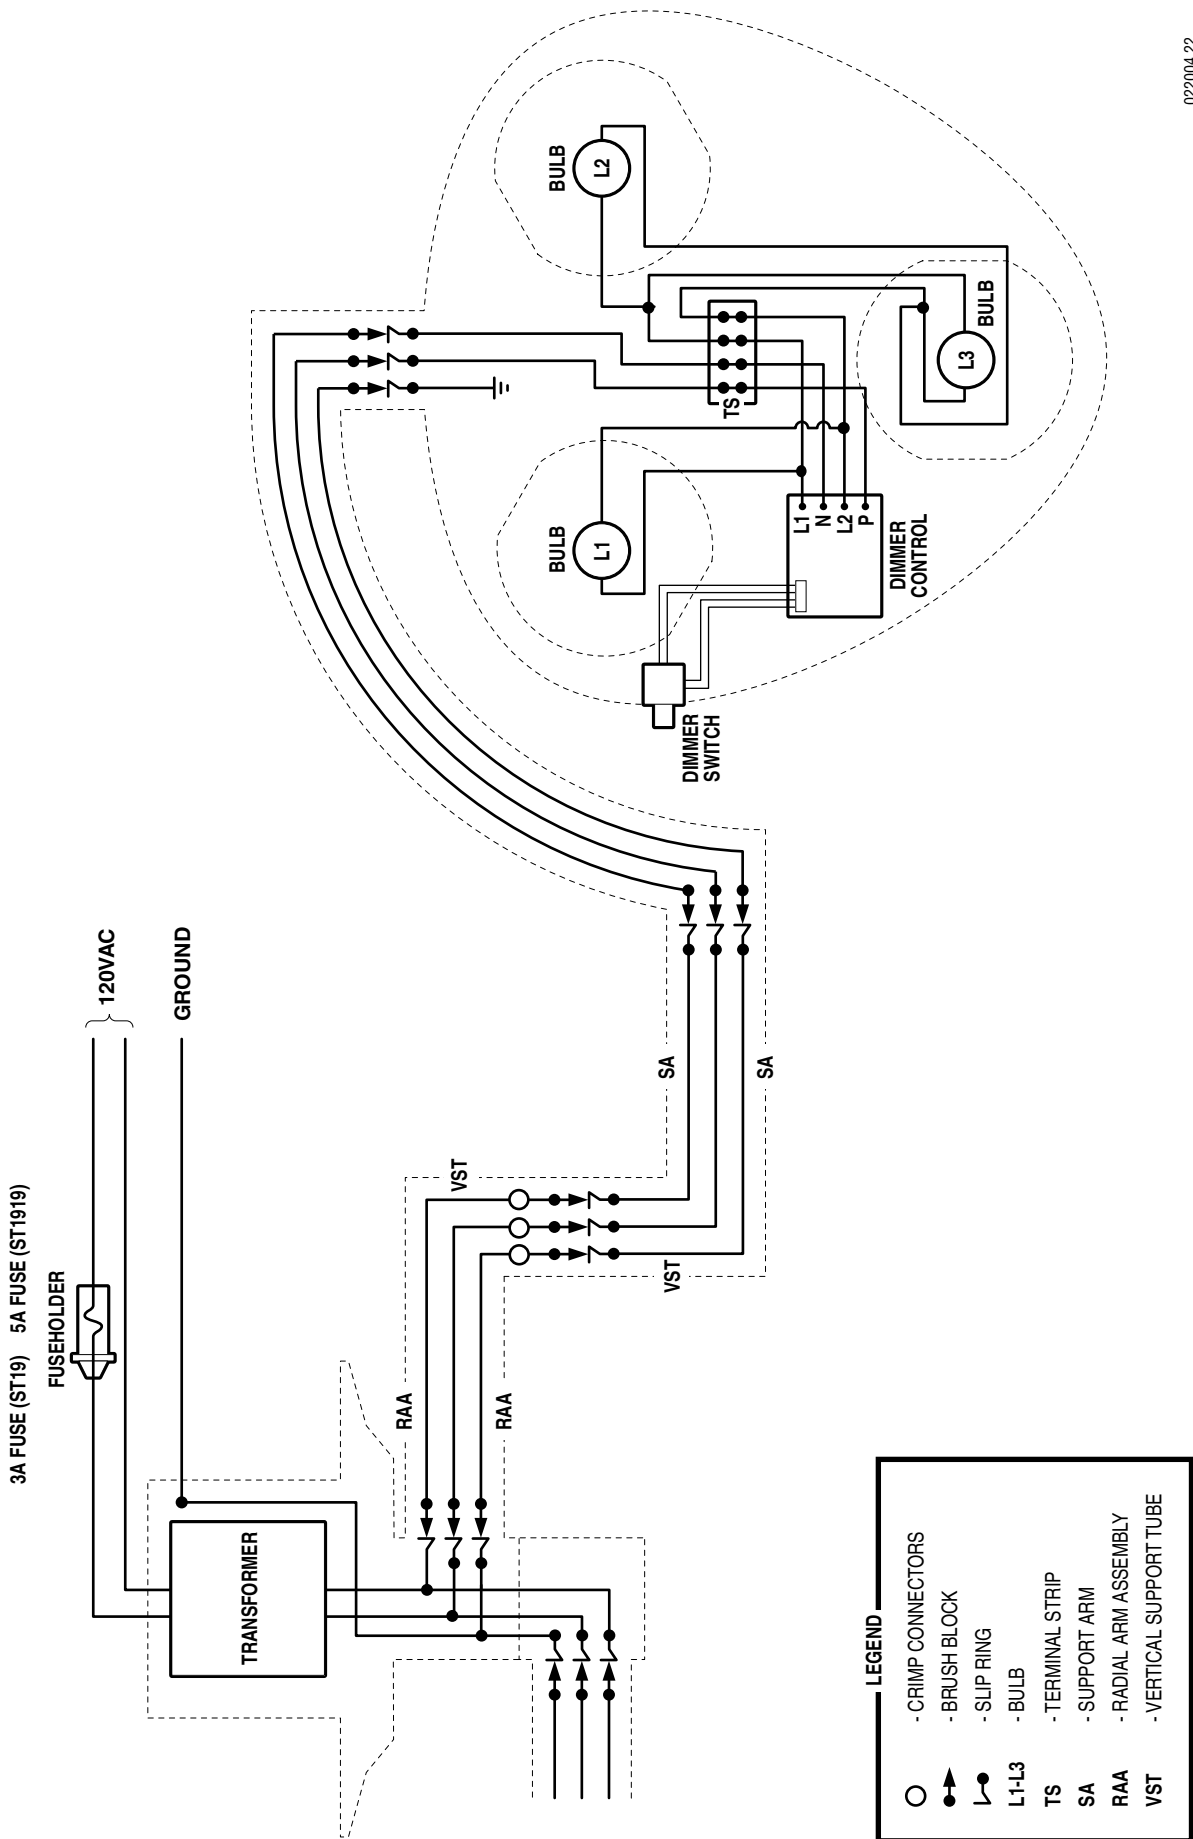 3A FUSE (ST19) 5A FUSE (ST1919)
FUSEHOLDER
120VAC
GROUND
TRANSFORMER
RAA
RAA
VST
VST
SA
SA
DIMMER
SWITCH
BULB
L1
BULB
L2
BULB
L3
TS
L1
N
L2
P
DIMMER
CONTROL
LEGEND
- CRIMP CONNECTORS
- BRUSH BLOCK
- SLIP RING
L1-L3 - BULB
TS - TERMINAL STRIP
SA - SUPPORT ARM
RAA - RADIAL ARM ASSEMBLY
VST - VERTICAL SUPPORT TUBE
022004.22